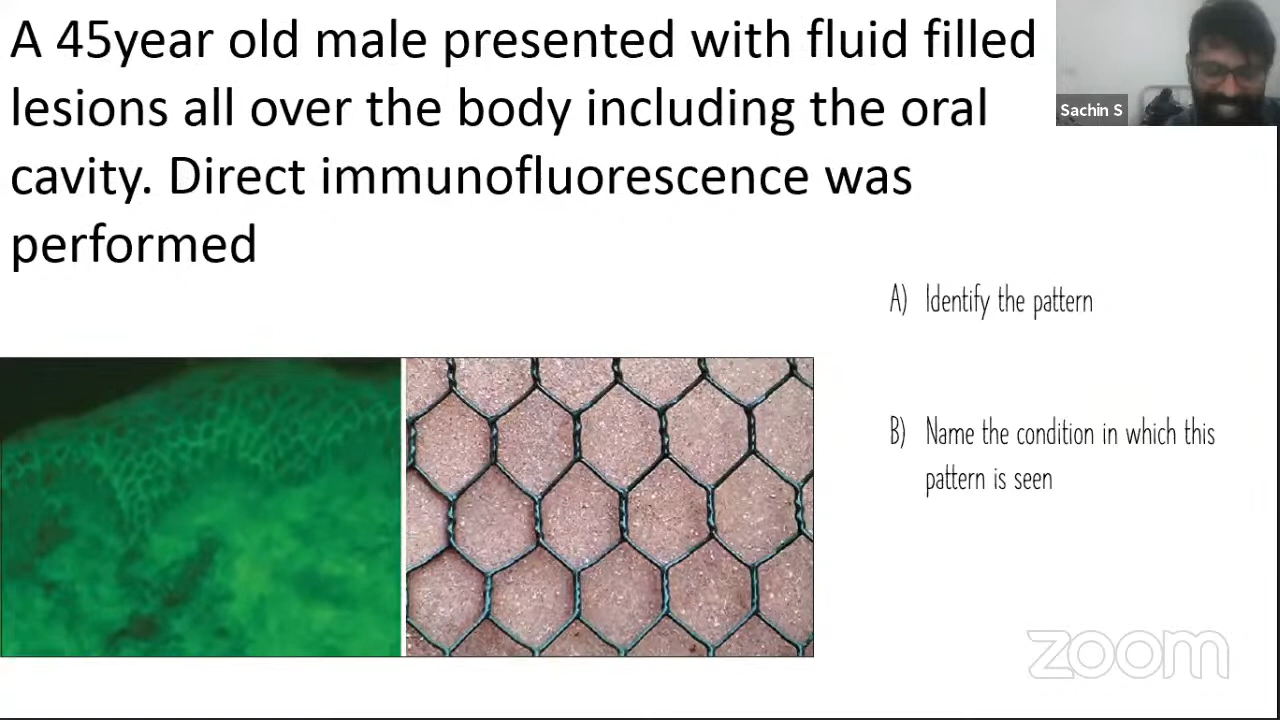 A 45year old male presented with fluid filled
lesions all over the body including the oral
cavity. Direct immunofluorescence was
performed
Sachin S
A) Identify the pattern
B) Name the condition in which this
pattern is seen
zoom